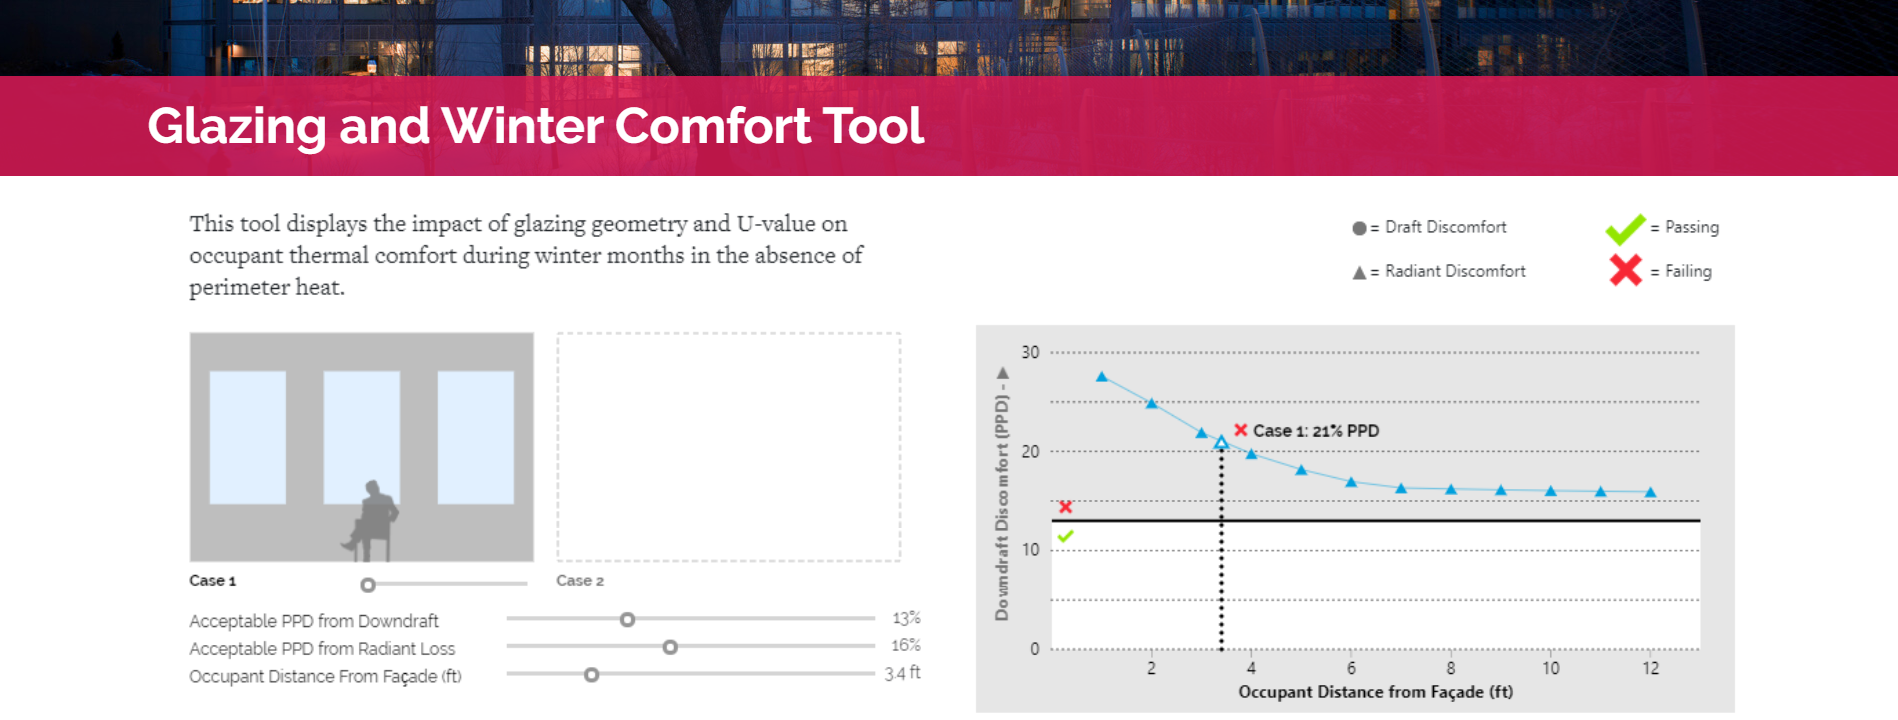 Glazing and Winter Comfort Tool
This tool displays the impact of glazing geometry and U-value on
occupant thermal comfort during winter months in the absence of
perimeter heat.
= Draft Discomfort
= Passing
= Radiant Discomfort
= Failing
Case 1
Case 2
Acceptable PPD from Downdraft
13%
Acceptable PPD from Radiant Loss
16%
Occupant Distance From Façade (ft)
3.4 ft
Downdraft Discomfort (PPD) -
30
20
10
0
Case 1: 21% PPD
2 4 6 8 10 12
Occupant Distance from Façade (ft)